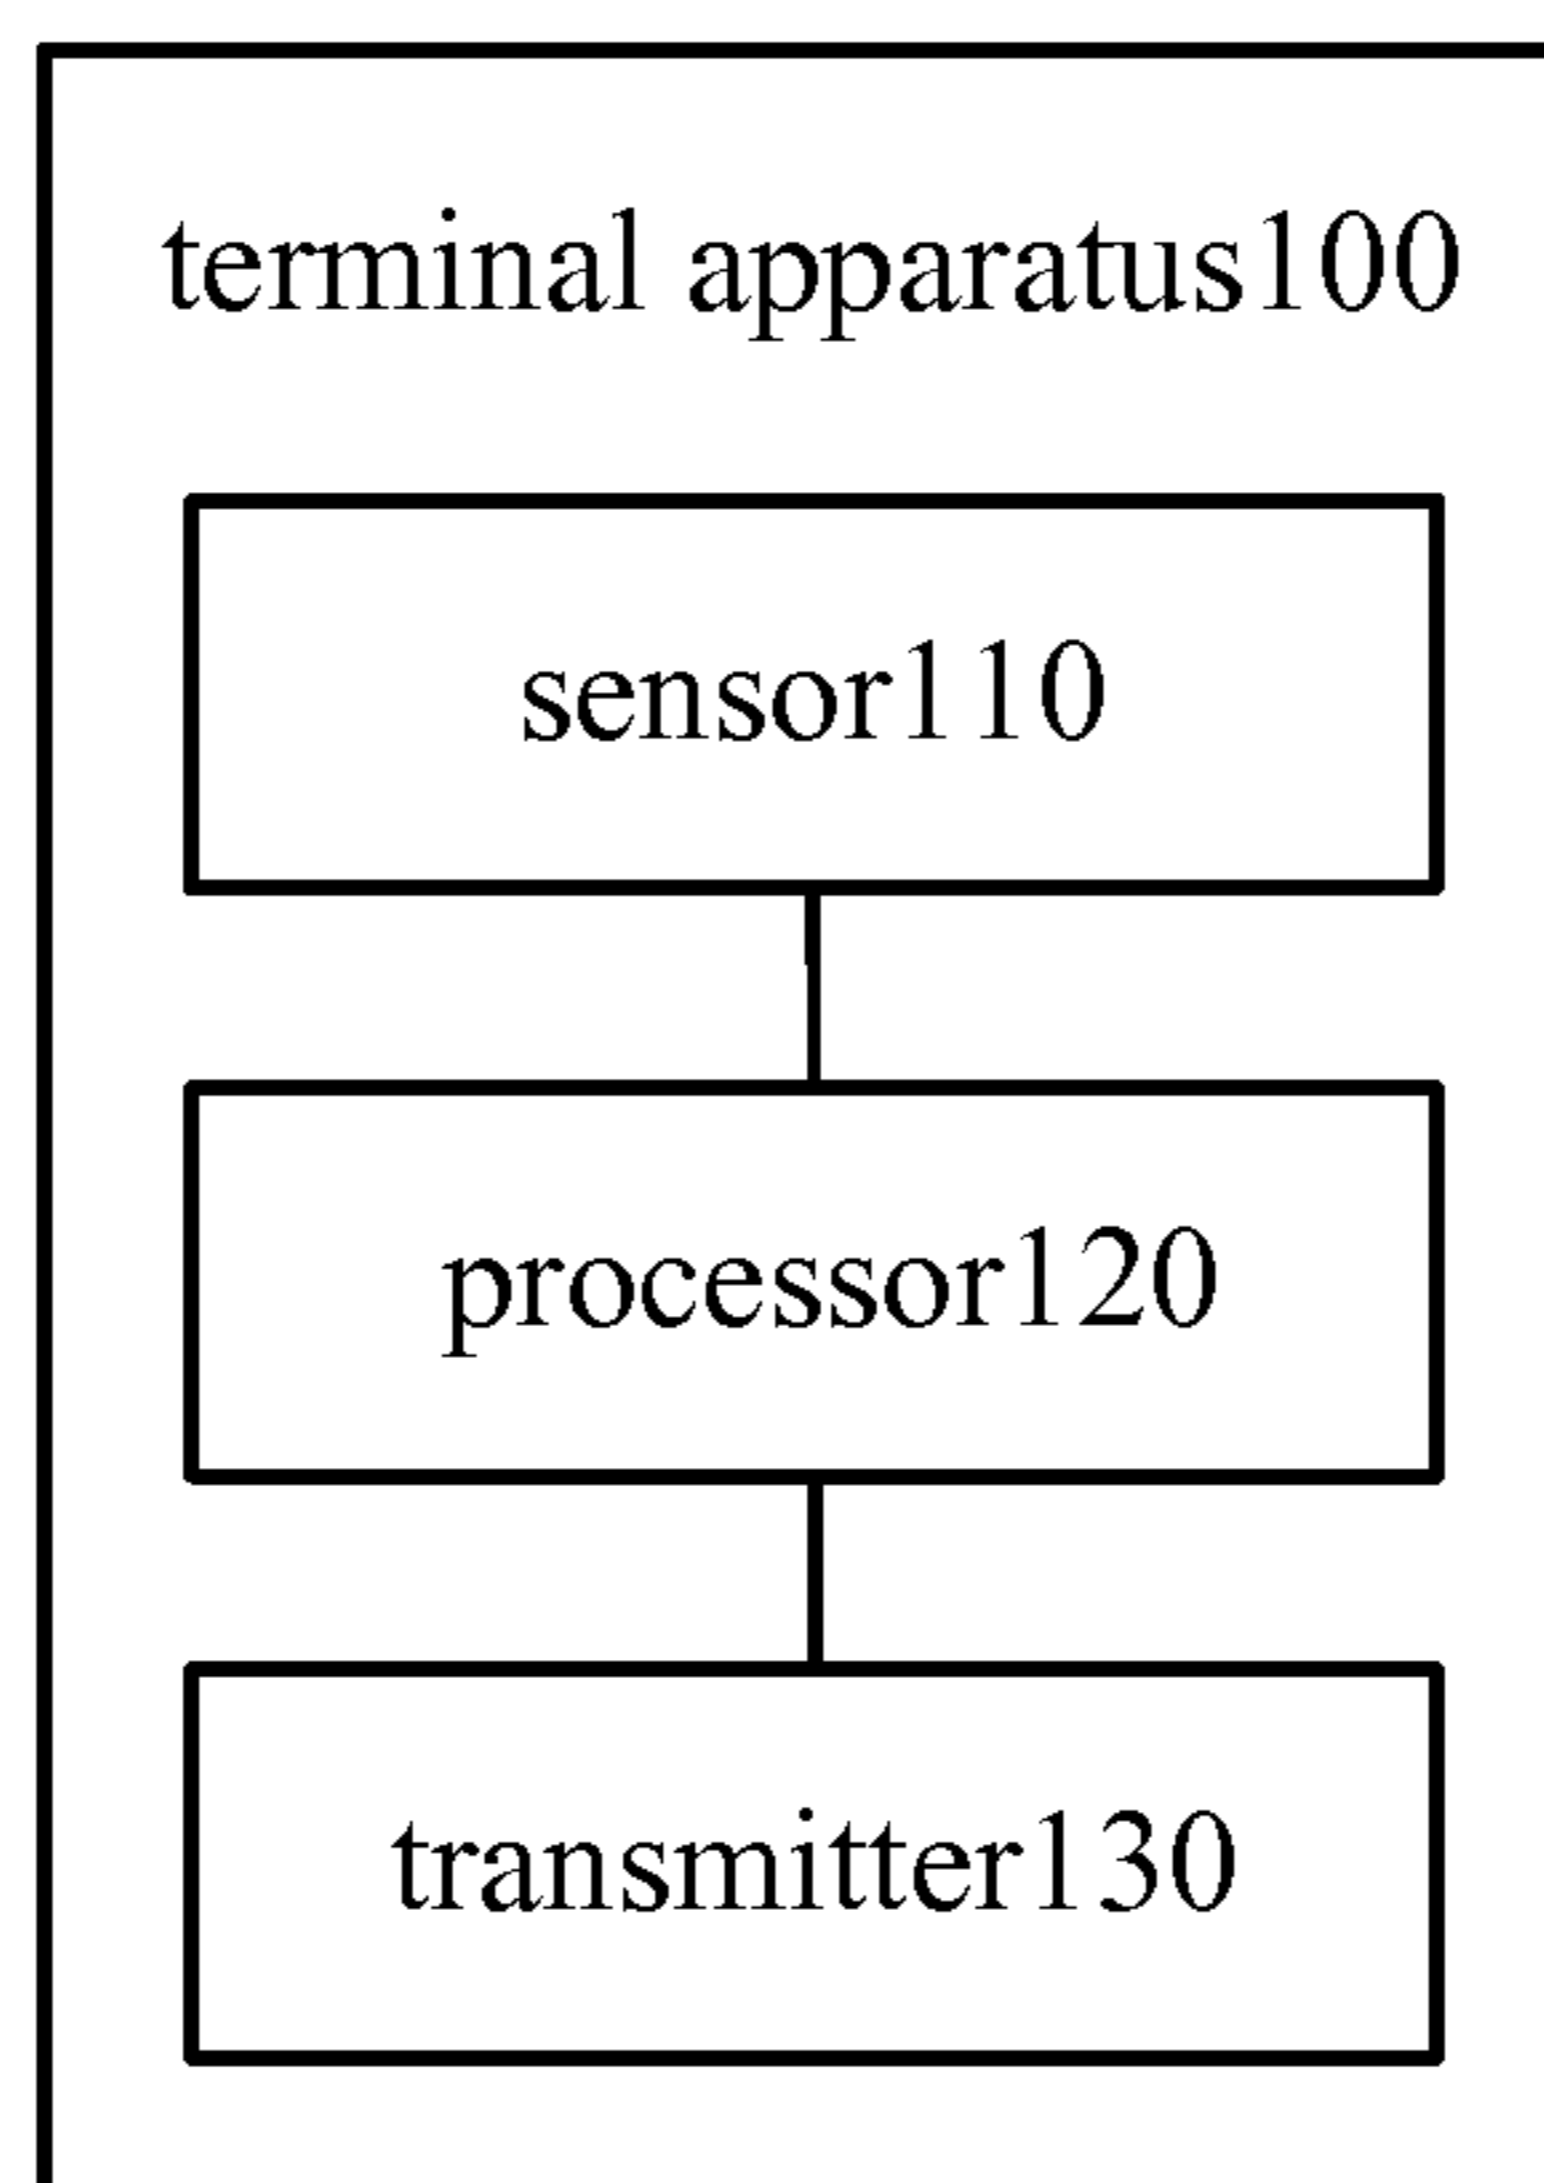 terminal apparatus100
sensor110
processor120
transmitter130